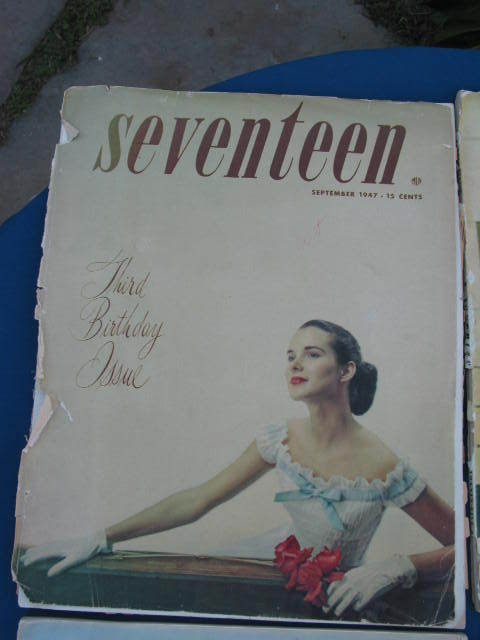 seventeen
SEPTEMBER 1947 • 15 CENTS
Third
Birthday
Issue